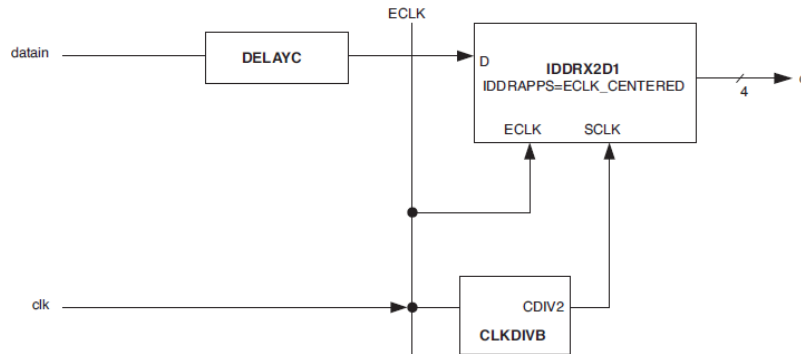 ECLK
datain
DELAYC
D
IDDRX2D1
IDDRAPPS=ECLK_CENTERED
4
ECLK SCLK
clk
CDIV2
CLKDIVB